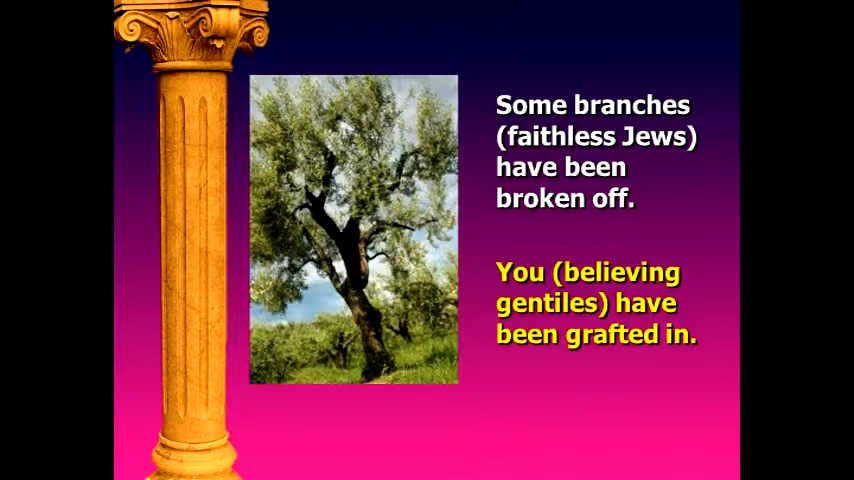 Some branches
(faithless Jews)
have been
broken off.
You (believing
gentiles) have
been grafted in.